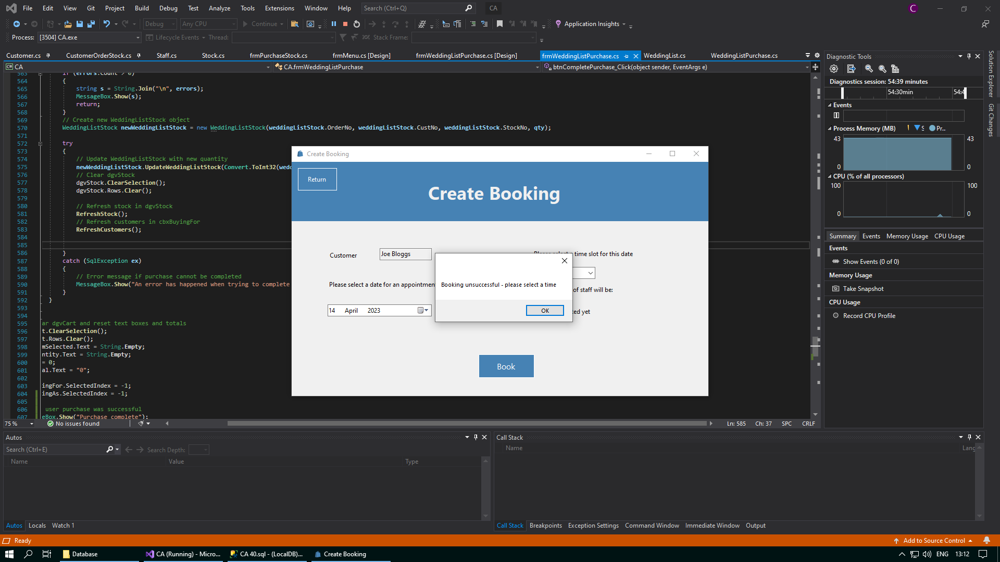 File Edit View Git Project Build Debug Test Analyze Tools Extensions Window Help Search (Ctrl+Q) CA C
Debug Any CPU Continue Application Insights
Process: [3504] CA.exe Lifecycle Events Thread: Stack Frame:
Customer.cs CustomerOrderStock.cs Staff.cs Stock.cs frmPurchaseStock.cs frmMenu.cs [Design] frmWeddingListPurchase.cs [Design] frmWeddingListPurchase.cs WeddingList.cs WeddingListPurchase.cs
CA CA.frmWeddingListPurchase btnCompletePurchase_Click(object sender, EventArgs e)
563 if (errors.Count > 0)
564 {
565 string s = String.Join("\n", errors);
566 MessageBox.Show(s);
567 return;
568 }
569 // Create new WeddingListStock object
570 WeddingListStock newWeddingListStock = new WeddingListStock(weddingListStock.OrderNo, weddingListStock.CustNo, weddingListStock.StockNo, qty);
571
572 try
573 {
574 // Update WeddingListStock with new quantity
575 newWeddingListStock.UpdateWeddingListStock(Convert.ToInt32(wedd
576 // Clear dgvStock
577 dgvStock.ClearSelection();
578 dgvStock.Rows.Clear();
579
580 // Refresh stock in dgvStock
581 RefreshStock();
582 // Refresh customers in cbxBuyingFor
583 RefreshCustomers();
584
585
586 }
587 catch (SqlException ex)
588 {
589 // Error message if purchase cannot be completed
590 MessageBox.Show("An error has happened when trying to complete
591 }
592 }
593
594
595 ar dgvCart and reset text boxes and totals
596 t.ClearSelection();
597 t.Rows.Clear();
598 mSelected.Text = String.Empty;
599 ntity.Text = String.Empty;
600 = 0;
601 al.Text = "0";
602
603 ingFor.SelectedIndex = -1;
604 ingAs.SelectedIndex = -1;
605
606 user purchase was successful
607 eBox.Show("Purchase complete");
75 % No issues found Ln: 585 Ch: 37 SPC CRLF
Create Booking
Return
Create Booking
Customer Joe Bloggs
Please select a time slot for this date
Please select a date for an appointmen
of staff will be:
14 April 2023
ted yet
Book
Booking unsuccessful - please select a time
OK
Diagnostic Tools
Diagnostics session: 54:39 minutes
54:30min 54:4
Events
Process Memory (MB) S Pr...
43 43
0 0
CPU (% of all processors)
100 100
0 0
Summary Events Memory Usage CPU Usage
Events
Show Events (0 of 0)
Memory Usage
Take Snapshot
CPU Usage
Record CPU Profile
Solution Explorer
Git Changes
Autos
Search (Ctrl+E) Search Depth:
Name Value Type
Autos Locals Watch 1
Call Stack
Name Lang
Call Stack Breakpoints Exception Settings Command Window Immediate Window Output
Ready Add to Source Control
Database CA (Running) - Micro... CA 40.sql - (LocalDB)... Create Booking ENG 13:12